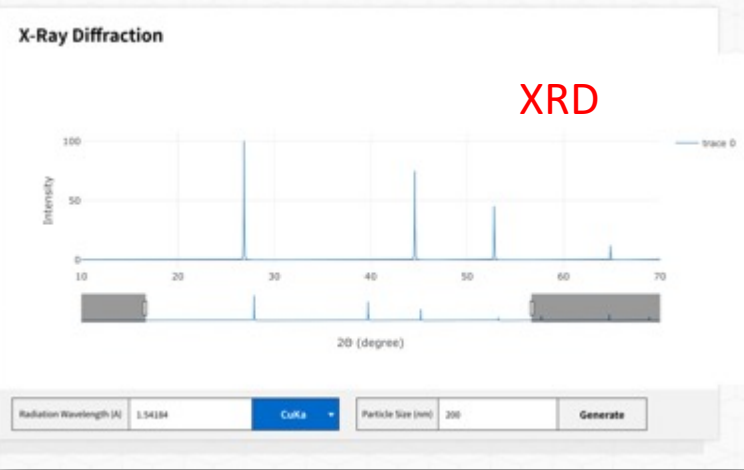 X-Ray Diffraction
XRD
100
trace 0
Intensity
50
0
10 20 30 40 50 60 70
2θ (degree)
Radiation Wavelength (A) 1.54184 CuKa Particle Size (nm) 200 Generate